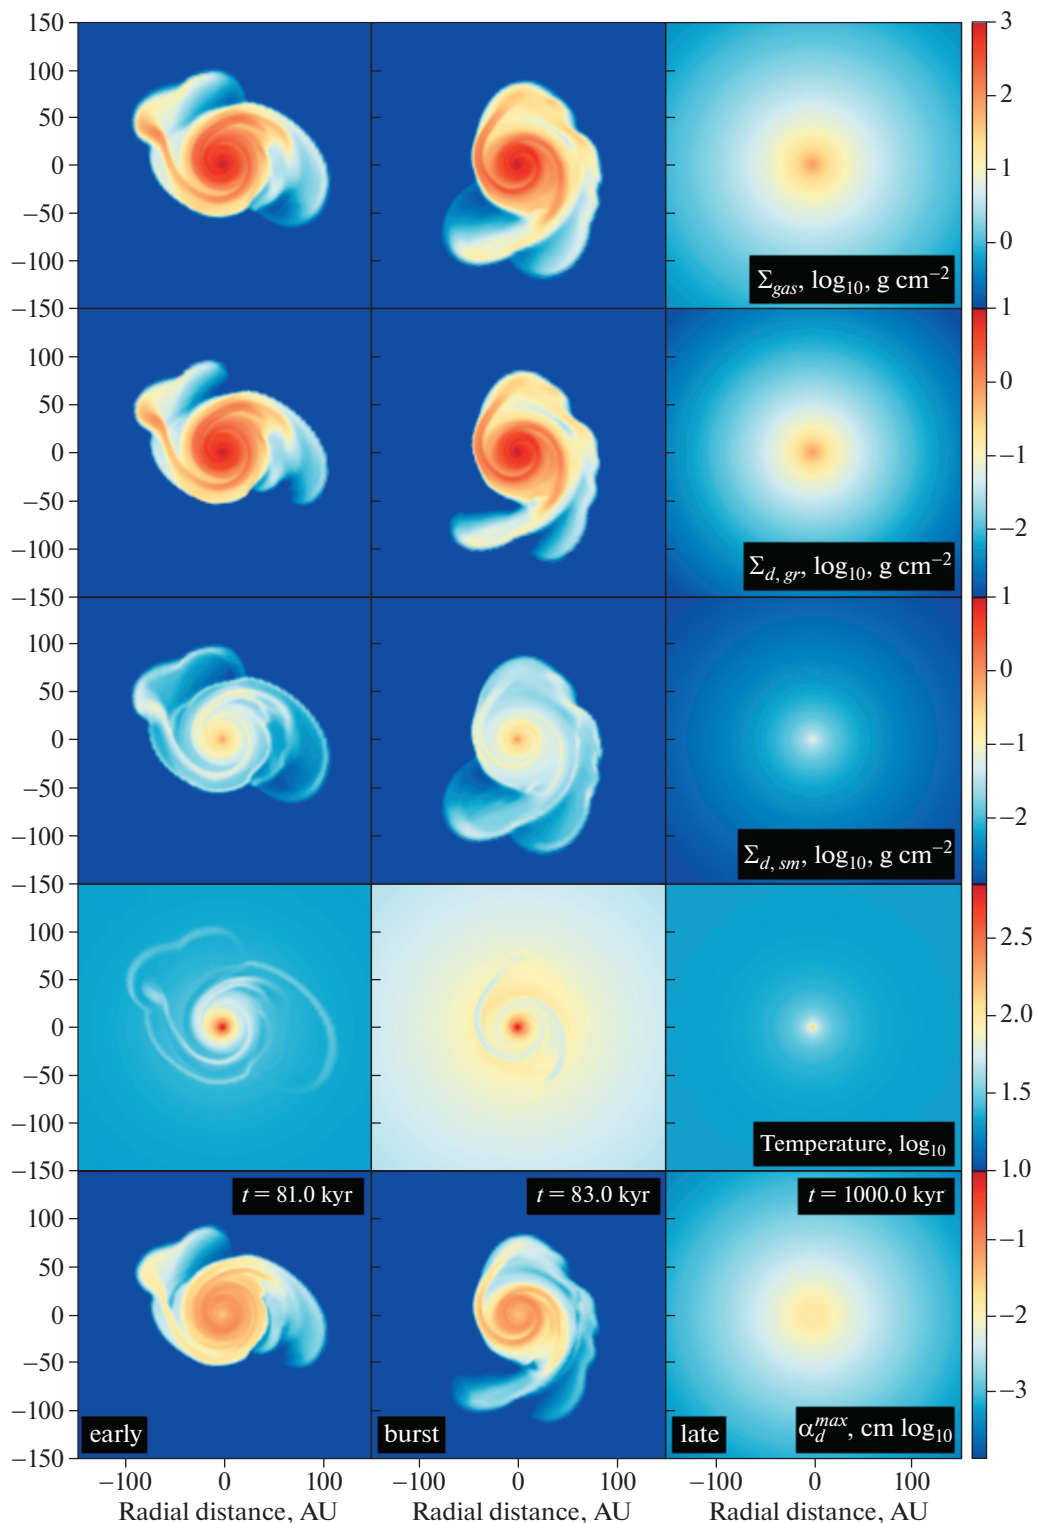 150
100
50
0
−50
−100
−150
100
50
0
−50
−100
−150
100
50
0
−50
−100
−150
100
50
0
−50
−100
−150
100
50
0
−50
−100
−150
3
2
1
0
1
0
−1
−2
1
0
−1
−2
2.5
2.0
1.5
1.0
−1
−2
−3
Σgas, log10, g cm−2
Σd, gr, log10, g cm−2
Σd, sm, log10, g cm−2
Temperature, log10
t = 81.0 kyr
t = 83.0 kyr
t = 1000.0 kyr
early
burst
late
αdmax, cm log10
−100 0 100
−100 0 100
−100 0 100
Radial distance, AU
Radial distance, AU
Radial distance, AU